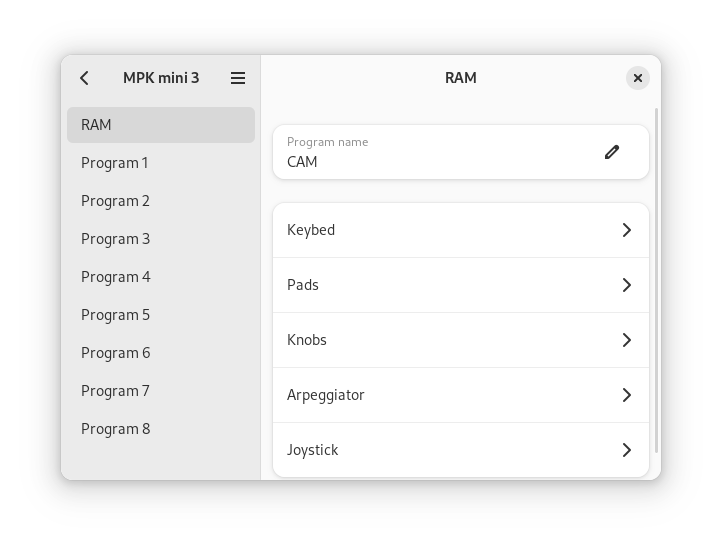 MPK mini 3
RAM
Program 1
Program 2
Program 3
Program 4
Program 5
Program 6
Program 7
Program 8
RAM
Program name
CAM
Keybed
Pads
Knobs
Arpeggiator
Joystick